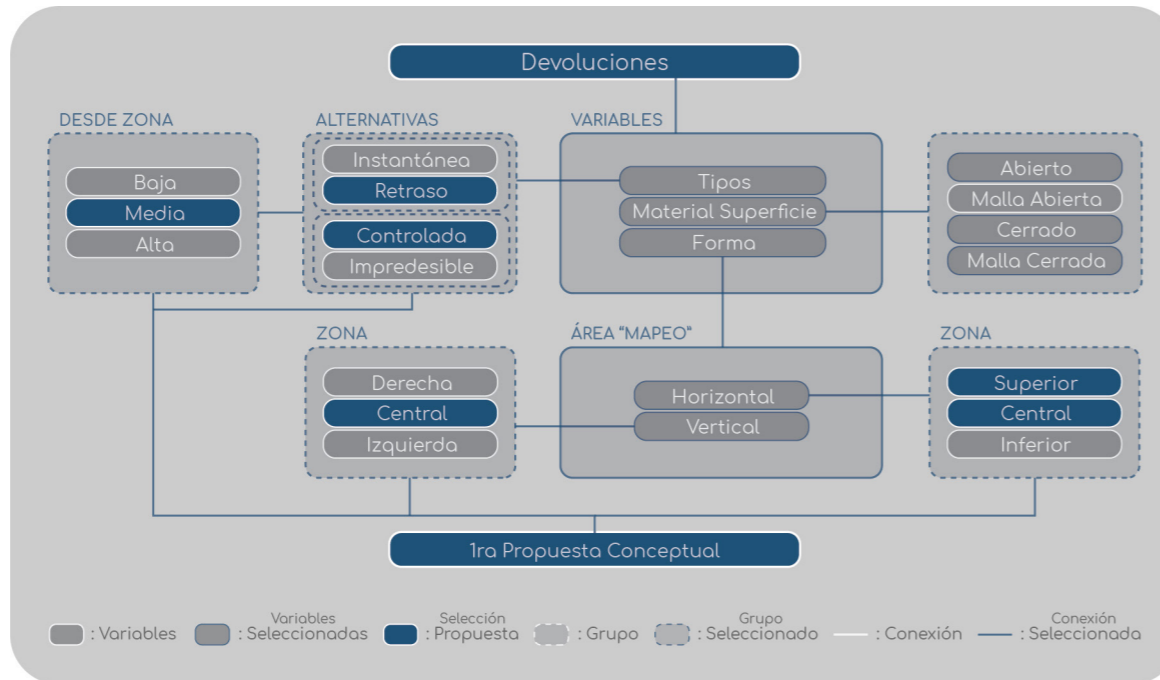 Devoluciones
DESDE ZONA
Baja
Media
Alta
ALTERNATIVAS
Instantánea
Retraso
Controlada
Impredesible
VARIABLES
Tipos
Material Superficie
Forma
Abierto
Malla Abierta
Cerrado
Malla Cerrada
ZONA
Derecha
Central
Izquierda
ÁREA “MAPEO”
Horizontal
Vertical
ZONA
Superior
Central
Inferior
1ra Propuesta Conceptual
: Variables
Variables
: Seleccionadas
Selección
: Propuesta
: Grupo
Grupo
: Seleccionado
: Conexión
Conexión
: Seleccionada